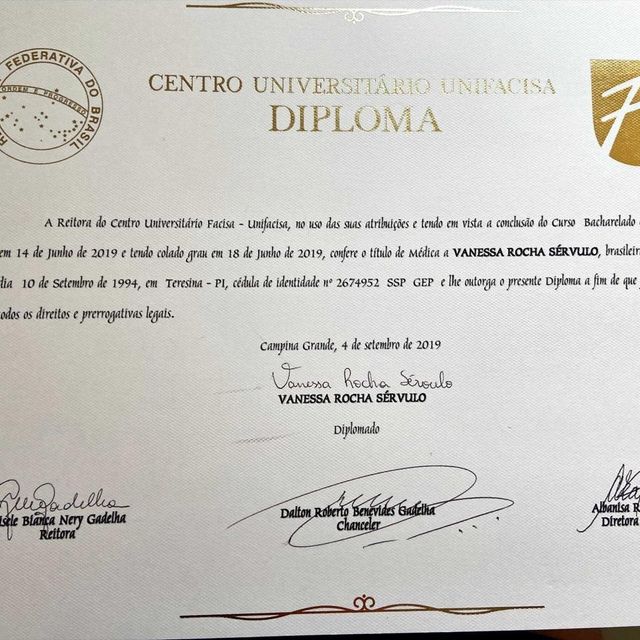 FEDERATIVA DO BRASIL
ORDEM E PROGRESSO
CENTRO UNIVERSITÁRIO UNIFACISA
DIPLOMA
A Reitora do Centro Universitário Facisa - Unifacisa, no uso das suas atribuições e tendo em vista a conclusão do Curso Bacharelado
em 14 de Junho de 2019 e tendo colado grau em 18 de Junho de 2019, confere o título de Médica a VANESSA ROCHA SÉRVULO,
dia 10 de Setembro de 1994, em Teresina - PI, cédula de identidade nº 2674952 SSP GEP e lhe outorga o presente Diploma a fim de que
todos os direitos e prerrogativas legais.
Campina Grande, 4 de setembro de 2019
Vanessa Rocha Sérvulo
VANESSA ROCHA SÉRVULO
Diplomado
Bianca Nery Gadelha
Reitora
Dalton Roberto Benevides Gadelha
Chanceler
Albanisa
Diretora